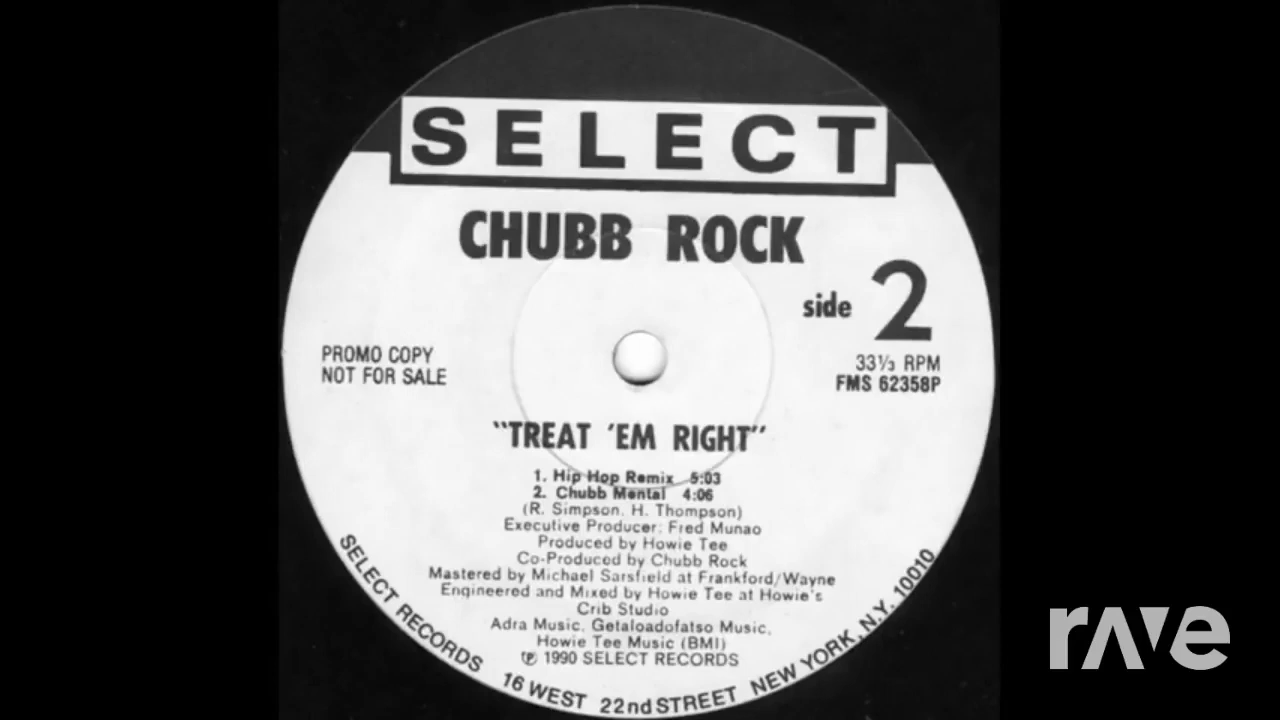 SELECT
CHUBB ROCK
side 2
33⅓ RPM
FMS 62358P
PROMO COPY
NOT FOR SALE
"TREAT 'EM RIGHT"
1. Hip Hop Remix 5:03
2. Chubb Mental 4:06
(R. Simpson, H. Thompson)
Executive Producer: Fred Munao
Produced by Howie Tee
Co-Produced by Chubb Rock
Mastered by Michael Sarsfield at Frankford/Wayne
Engineered and Mixed by Howie Tee at Howie's
Crib Studio
Adra Music, Getaloadofatso Music,
Howie Tee Music (BMI)
℗ 1990 SELECT RECORDS
SELECT RECORDS 16 WEST 22nd STREET NEW YORK, N.Y. 10010
rave